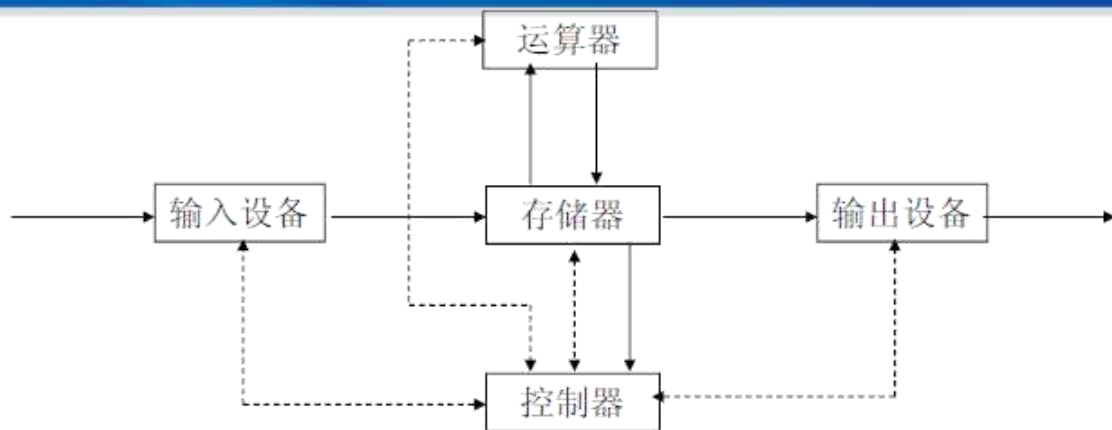 运算器
输入设备
存储器
输出设备
控制器